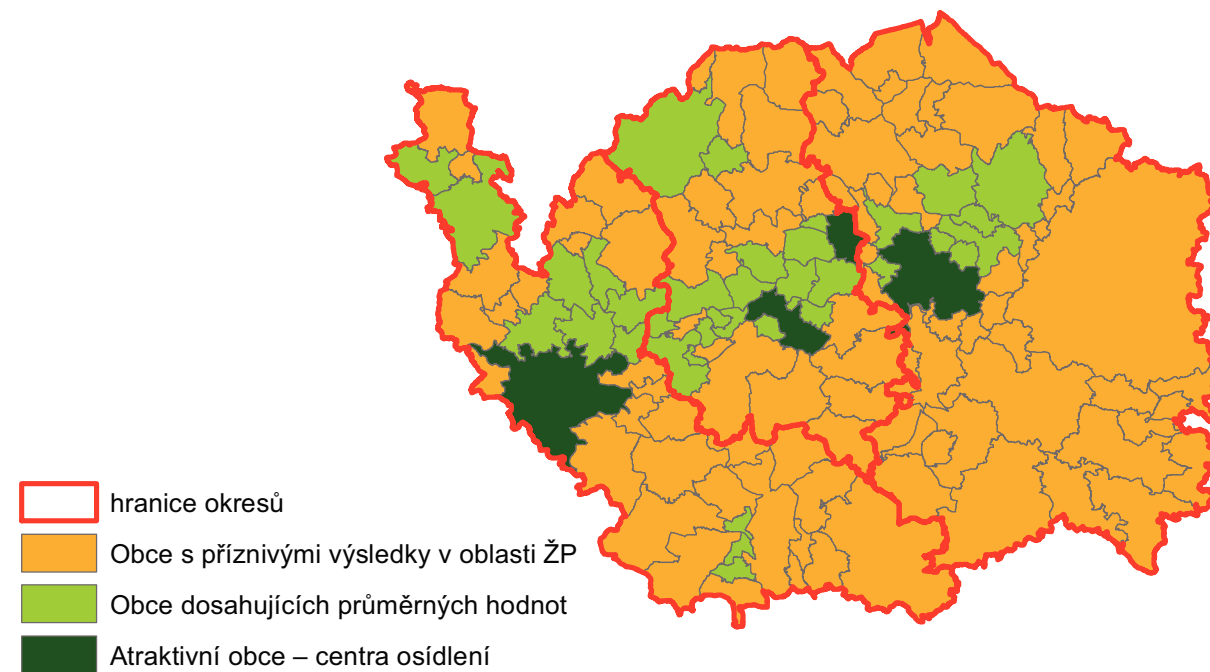 hranice okresů
Obce s příznivými výsledky v oblasti ŽP
Obce dosahujících průměrných hodnot
Atraktivní obce – centra osídlení